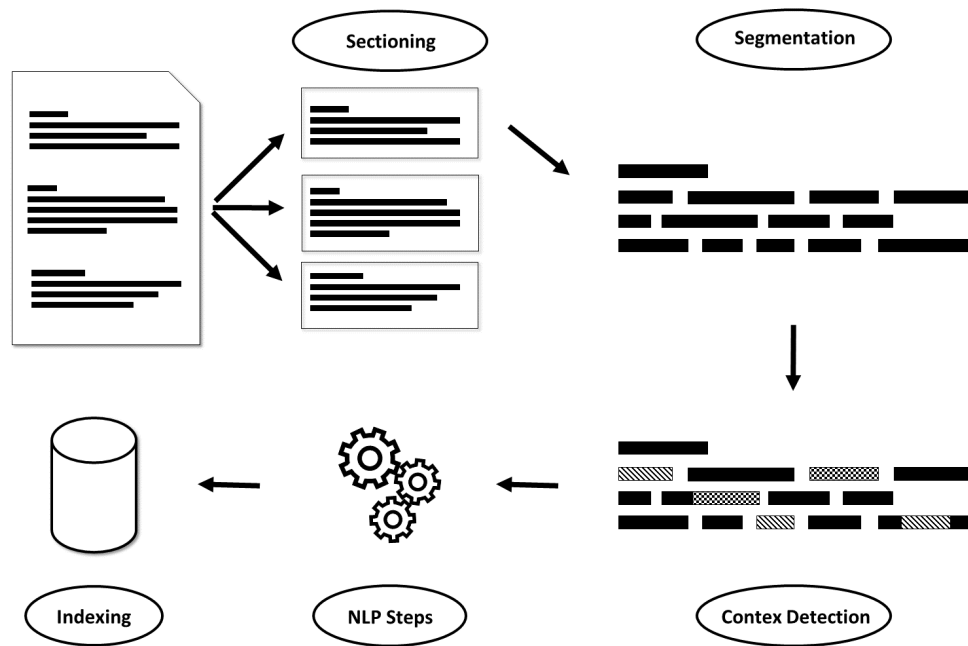 Sectioning
Segmentation
Indexing
NLP Steps
Contex Detection